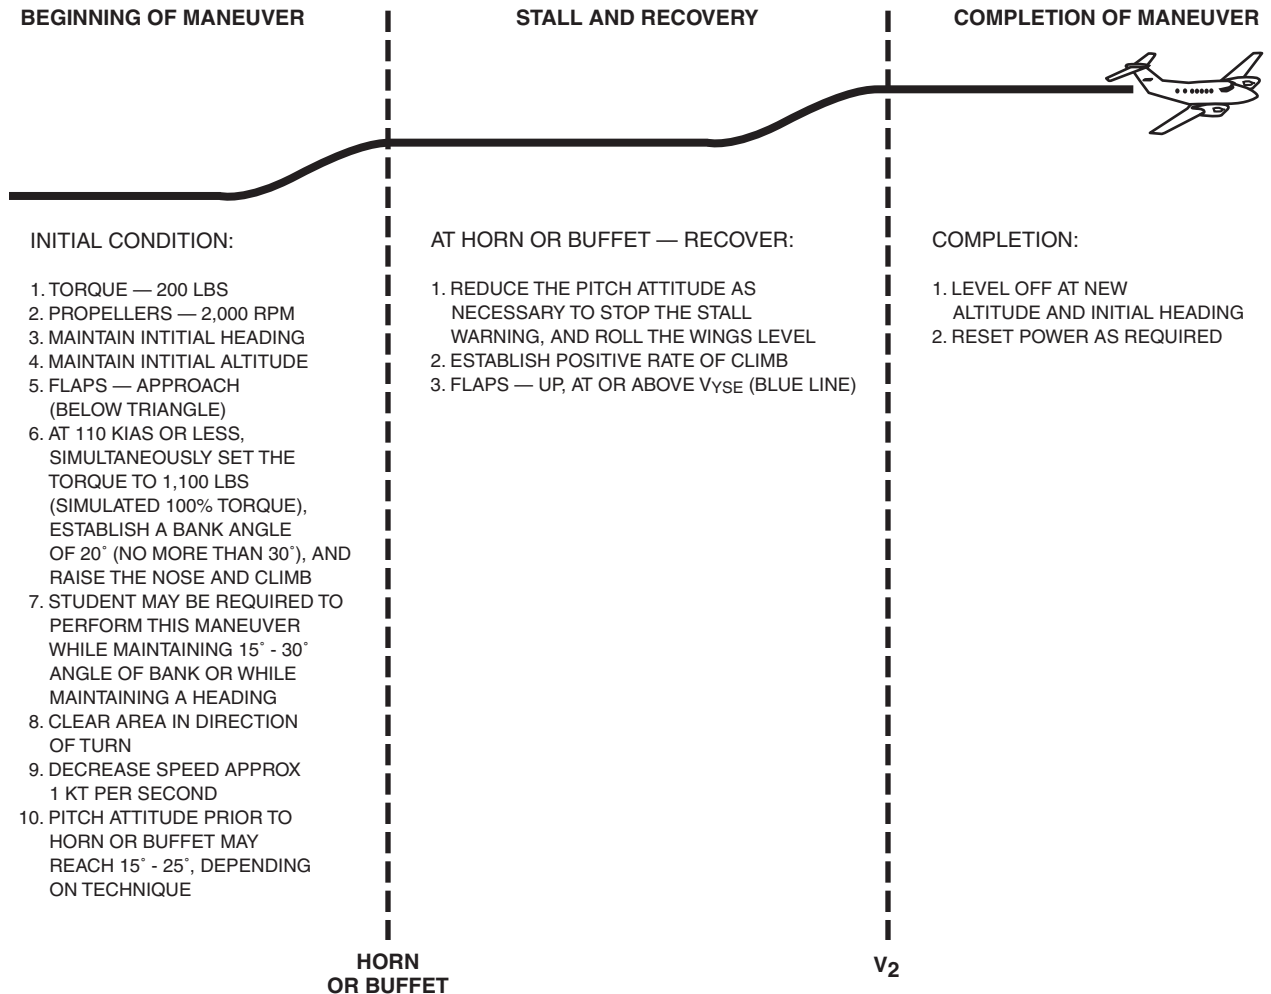 BEGINNING OF MANEUVER
STALL AND RECOVERY
COMPLETION OF MANEUVER
INITIAL CONDITION:
1. TORQUE — 200 LBS
2. PROPELLERS — 2,000 RPM
3. MAINTAIN INTITIAL HEADING
4. MAINTAIN INTITIAL ALTITUDE
5. FLAPS — APPROACH
(BELOW TRIANGLE)
6. AT 110 KIAS OR LESS,
SIMULTANEOUSLY SET THE
TORQUE TO 1,100 LBS
(SIMULATED 100% TORQUE),
ESTABLISH A BANK ANGLE
OF 20˚ (NO MORE THAN 30˚), AND
RAISE THE NOSE AND CLIMB
7. STUDENT MAY BE REQUIRED TO
PERFORM THIS MANEUVER
WHILE MAINTAINING 15˚ - 30˚
ANGLE OF BANK OR WHILE
MAINTAINING A HEADING
8. CLEAR AREA IN DIRECTION
OF TURN
9. DECREASE SPEED APPROX
1 KT PER SECOND
10. PITCH ATTITUDE PRIOR TO
HORN OR BUFFET MAY
REACH 15˚ - 25˚, DEPENDING
ON TECHNIQUE
AT HORN OR BUFFET — RECOVER:
1. REDUCE THE PITCH ATTITUDE AS
NECESSARY TO STOP THE STALL
WARNING, AND ROLL THE WINGS LEVEL
2. ESTABLISH POSITIVE RATE OF CLIMB
3. FLAPS — UP, AT OR ABOVE VYSE (BLUE LINE)
COMPLETION:
1. LEVEL OFF AT NEW
ALTITUDE AND INITIAL HEADING
2. RESET POWER AS REQUIRED
HORN
OR BUFFET
V2